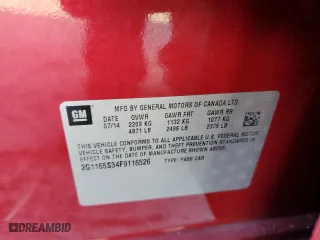 GM
MFD BY GENERAL MOTORS OF CANADA LTD.
DATE GVWR GAWR FRT GAWR RR
07/14 2209 KG 1132 KG 1077 KG
4871 LB 2496 LB 2375 LB
THIS VEHICLE CONFORMS TO ALL APPLICABLE U.S. FEDERAL
MOTOR VEHICLE SAFETY, BUMPER, AND THEFT PREVENTION STANDARDS
IN EFFECT ON THE DATE OF MANUFACTURE SHOWN ABOVE.
2G1165S34F9116526 TYPE: PASS CAR
DREAMBID